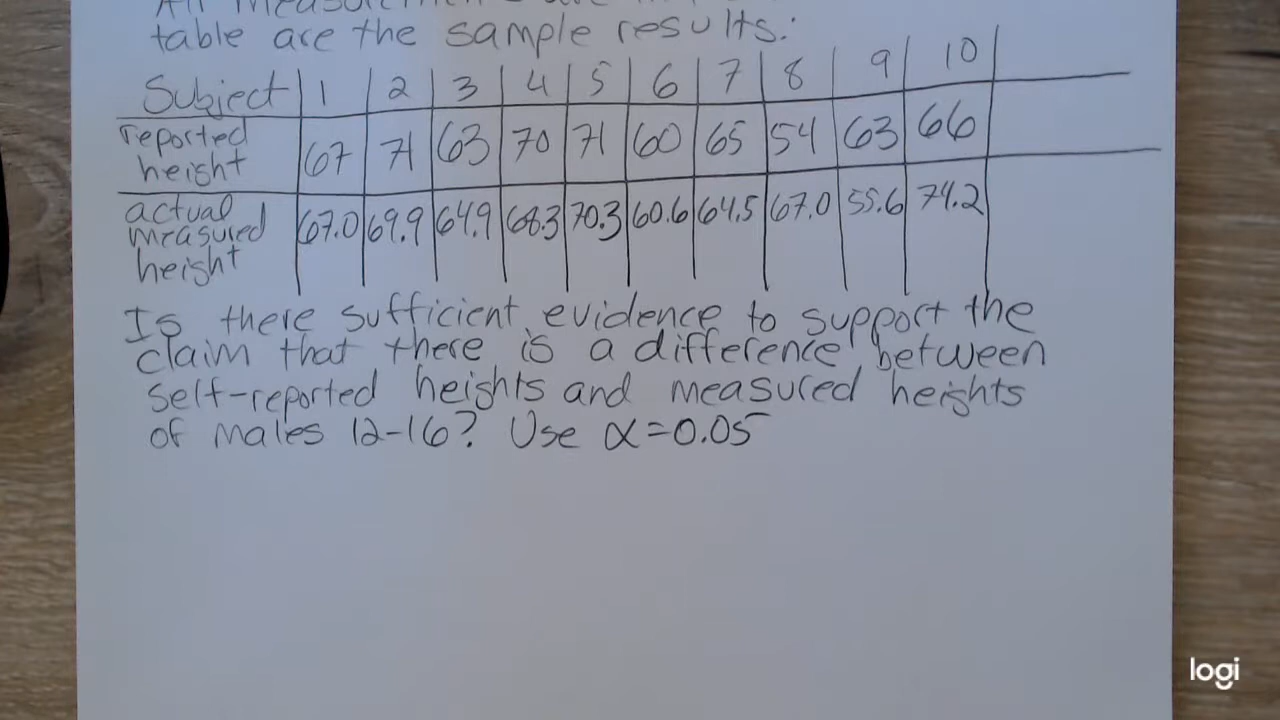 All measurements are in
table are the sample results:
Subject 1 2 3 4 5 6 7 8 9 10
reported height 67 71 63 70 71 60 65 54 63 66
actual measured height 67.0 69.9 64.9 68.3 70.3 60.6 64.5 67.0 55.6 74.2
Is there sufficient evidence to support the
claim that there is a difference between
self-reported heights and measured heights
of males 12-16? Use α=0.05
logi